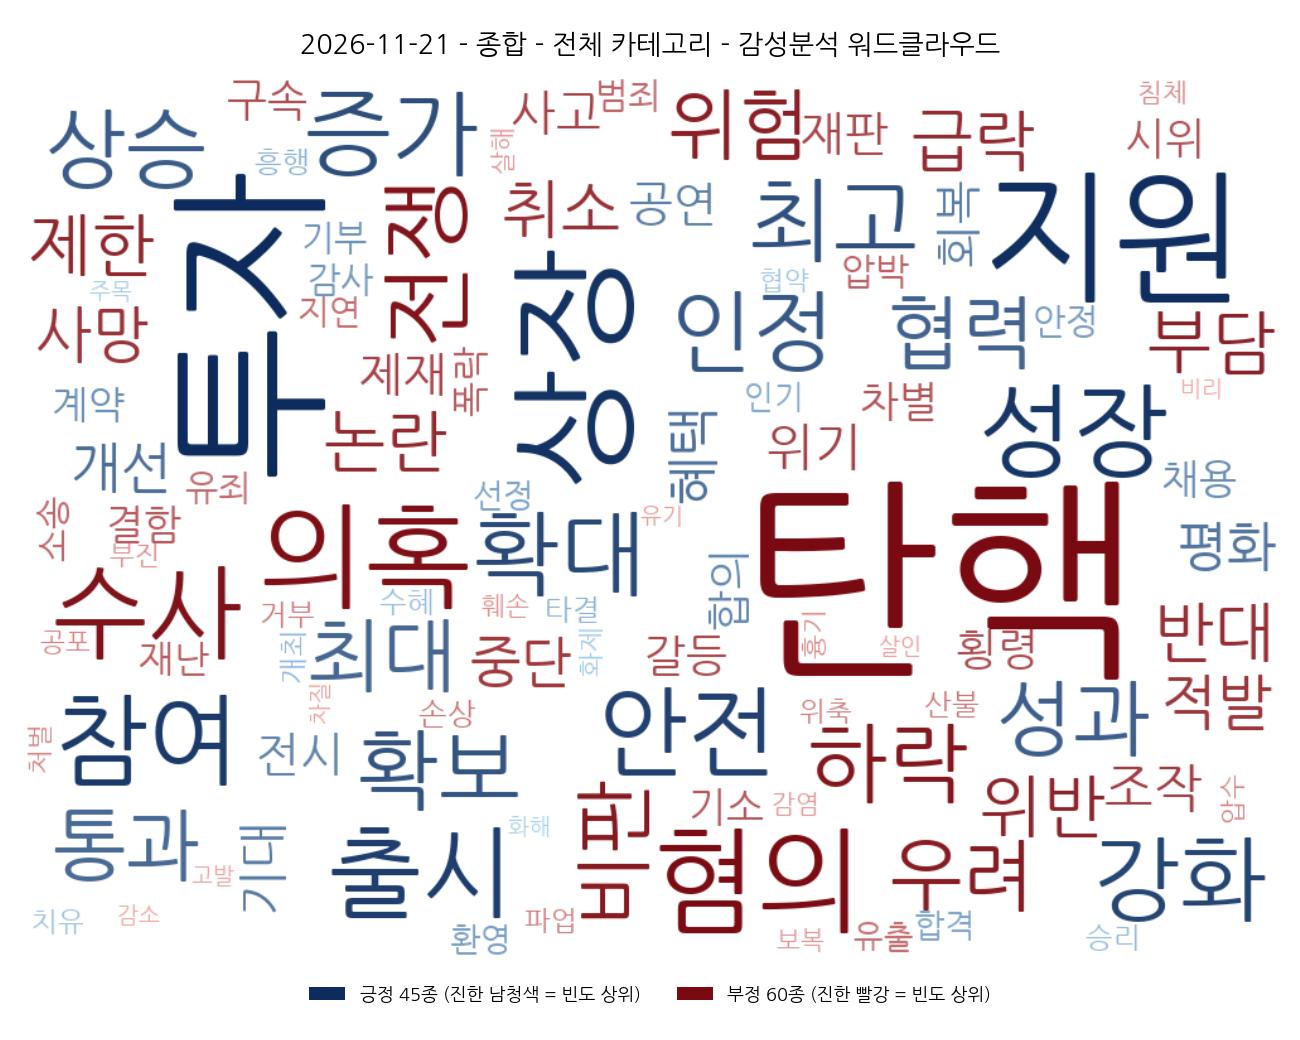 2026-11-21 - 종합 - 전체 카테고리 - 감성분석 워드클라우드
구속
증가
사고
범죄
위험
재판
급락
침체
시위
상승
흥행
살해
투자
전쟁
취소
공연
최고
회복
지원
제한
기부
감사
지연
주목
사망
상장
협약
압박
인정
협력
안정
부담
제재
폭락
계약
논란
혜택
인기
차별
비리
성장
위기
개선
유죄
선정
채용
소송
결함
부진
의혹
확대
유기
탄핵
평화
수사
거부
수혜
훼손
타결
합의
공포
재난
개최
최대
중단
화제
갈등
횡기
살인
횡령
반대
적발
처벌
참여
차질
손상
전시
확보
안전
위축
산불
성과
하락
위반
조작
압수
통과
고발
기대
출시
화해
비판
기소
감염
혐의
우려
강화
치유
감소
환영
파업
보복
유출
합격
승리
긍정 45종 (진한 남청색 = 빈도 상위)
부정 60종 (진한 빨강 = 빈도 상위)